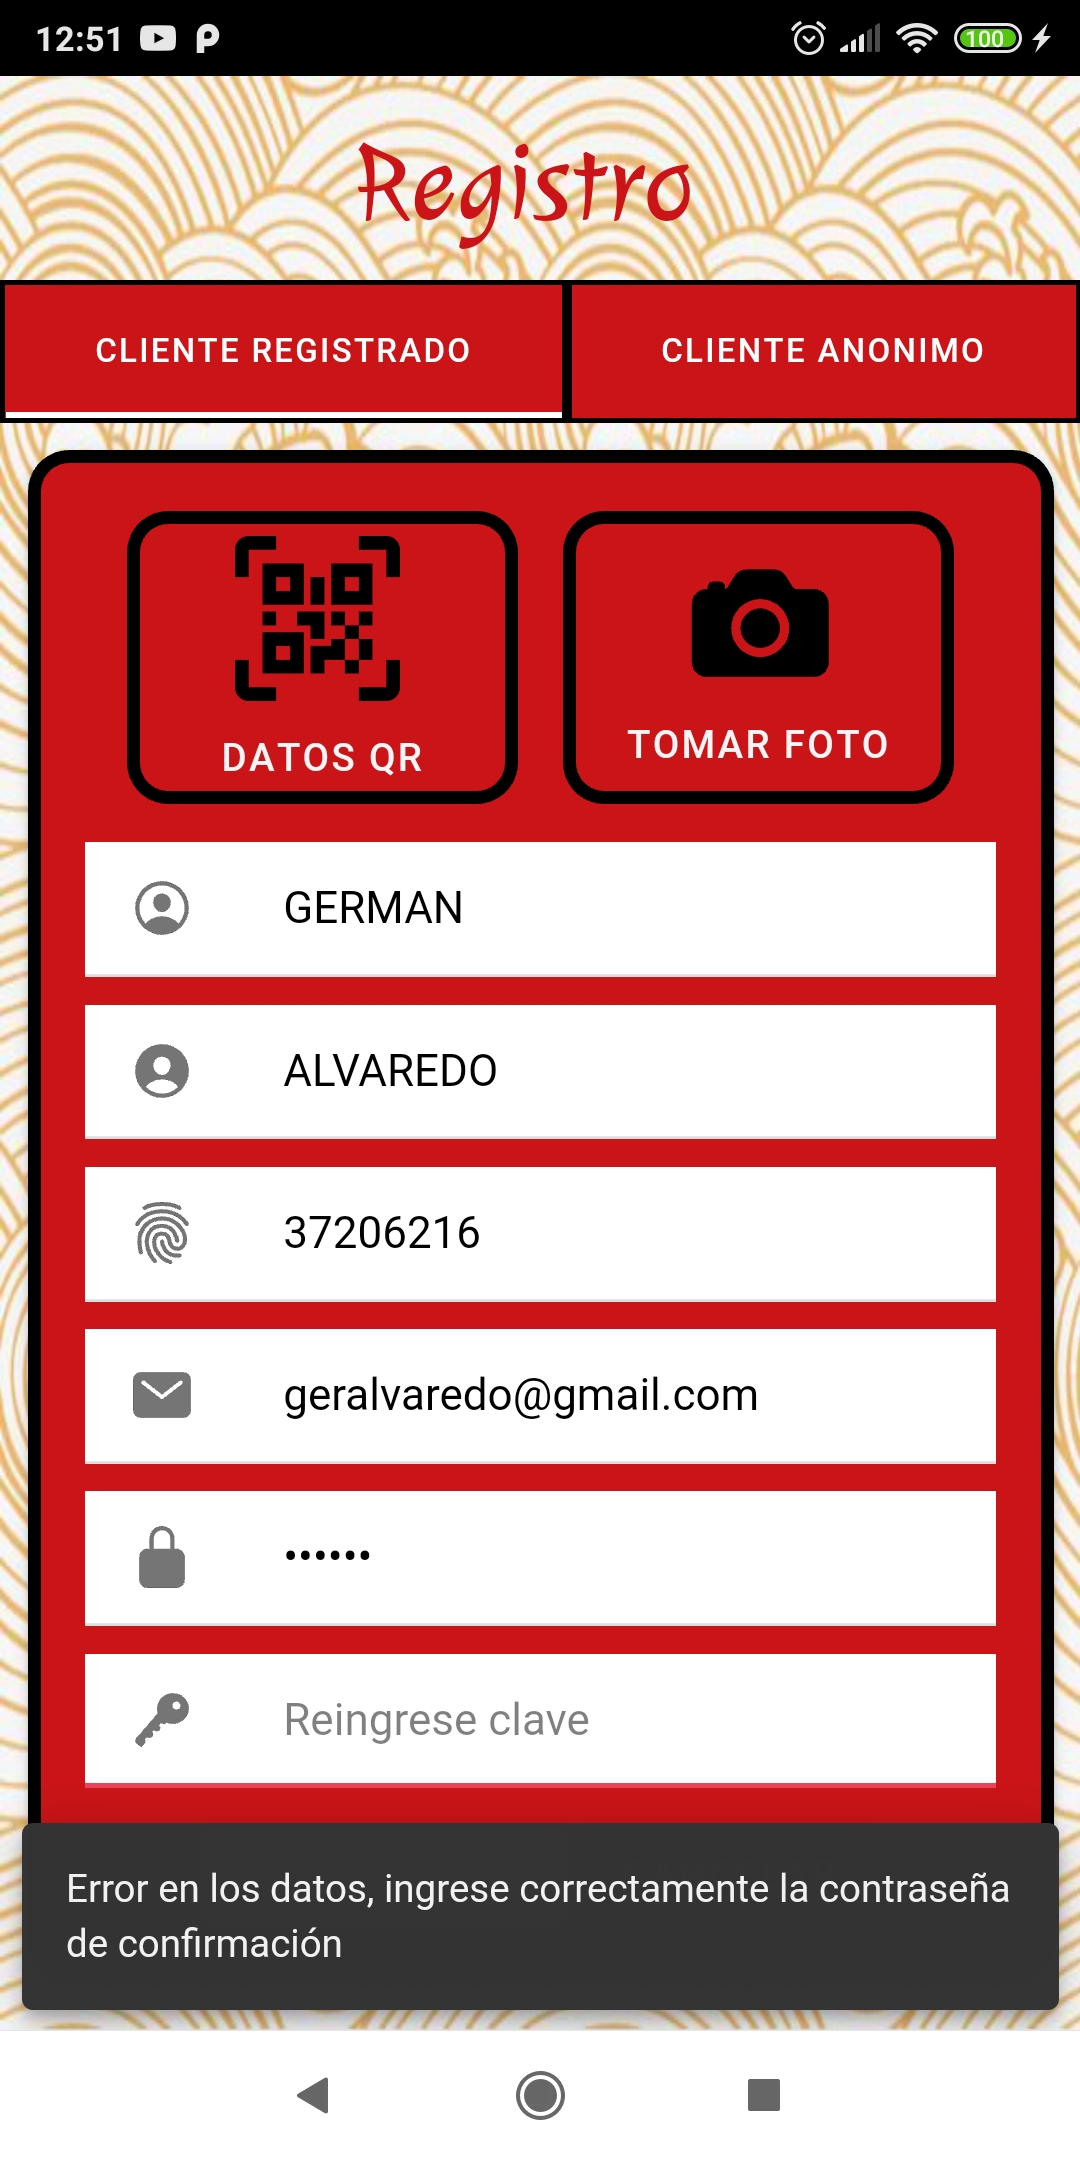 12:51
100
Registro
CLIENTE REGISTRADO
CLIENTE ANONIMO
DATOS QR
TOMAR FOTO
GERMAN
ALVAREDO
37206216
geralvaredo@gmail.com
••••••
Reingrese clave
Error en los datos, ingrese correctamente la contraseña
de confirmación